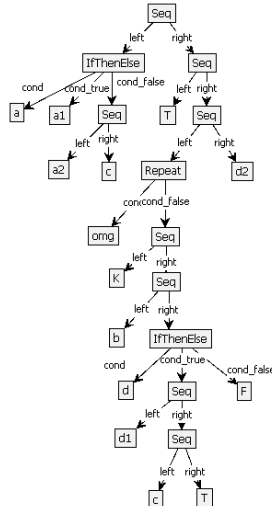 Seq
left right
IfThenElse Seq
cond cond_true cond_false left right
a a1 Seq T Seq
left right left right
a2 c Repeat d2
cond_false
omg Seq
left right
K Seq
left right
b IfThenElse
cond cond_true cond_false
d Seq F
left right
d1 Seq
left right
c T